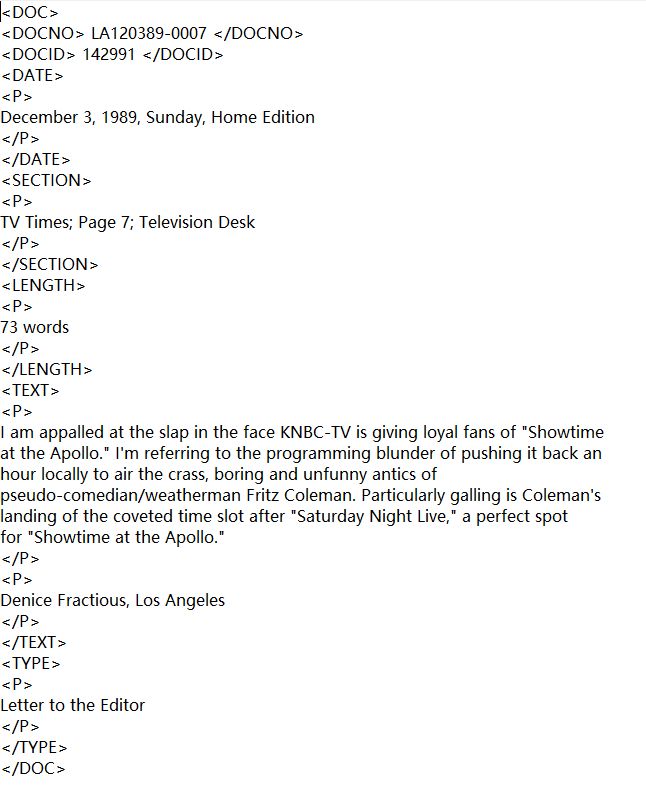 <DOC>
<DOCNO> LA120389-0007 </DOCNO>
<DOCID> 142991 </DOCID>
<DATE>
<P>
December 3, 1989, Sunday, Home Edition
</P>
</DATE>
<SECTION>
<P>
TV Times; Page 7; Television Desk
</P>
</SECTION>
<LENGTH>
<P>
73 words
</P>
</LENGTH>
<TEXT>
<P>
I am appalled at the slap in the face KNBC-TV is giving loyal fans of "Showtime
at the Apollo." I'm referring to the programming blunder of pushing it back an
hour locally to air the crass, boring and unfunny antics of
pseudo-comedian/weatherman Fritz Coleman. Particularly galling is Coleman's
landing of the coveted time slot after "Saturday Night Live," a perfect spot
for "Showtime at the Apollo."
</P>
<P>
Denice Fractious, Los Angeles
</P>
</TEXT>
<TYPE>
<P>
Letter to the Editor
</P>
</TYPE>
</DOC>